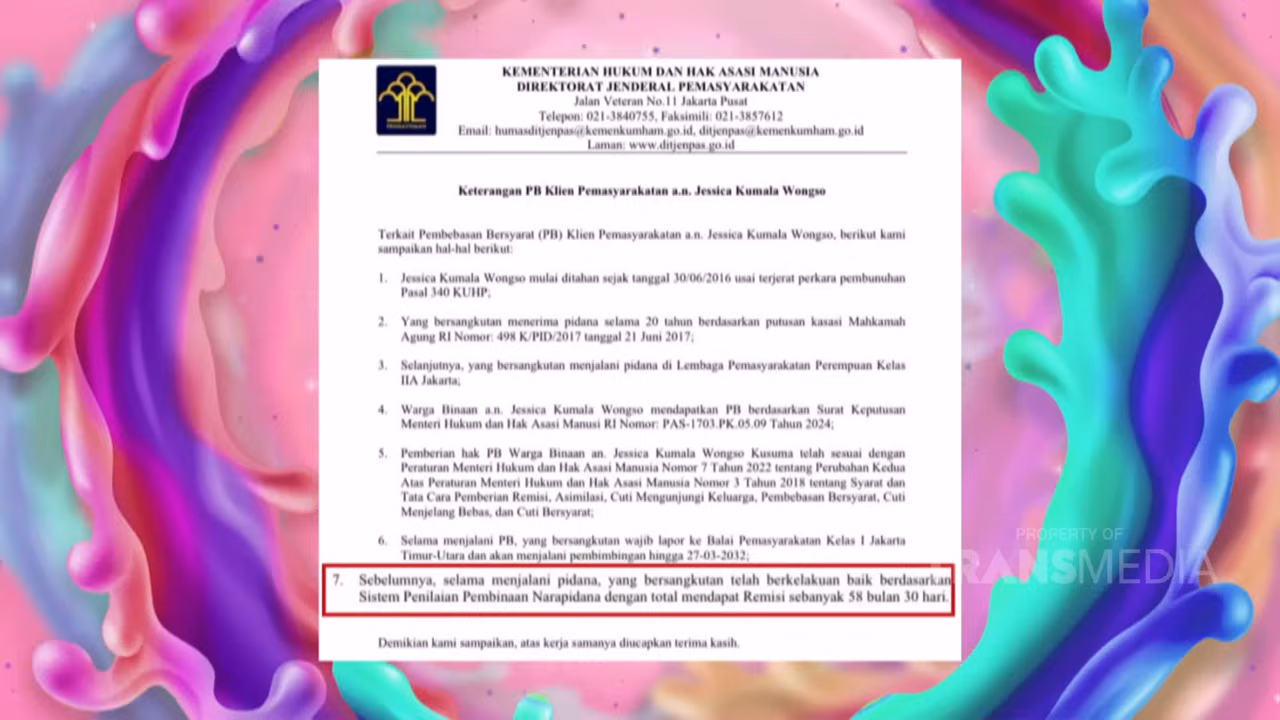 KEMENTERIAN HUKUM DAN HAK ASASI MANUSIA
DIREKTORAT JENDERAL PEMASYARAKATAN
Jalan Veteran No.11 Jakarta Pusat
Telepon: 021-3840755, Faksimili: 021-3857612
Email: humasditjenpas@kemenkumham.go.id, ditjenpas@kemenkumham.go.id
Laman: www.ditjenpas.go.id
PENGAYOMAN
Keterangan PB Klien Pemasyarakatan a.n. Jessica Kumala Wongso
Terkait Pembebasan Bersyarat (PB) Klien Pemasyarakatan a.n. Jessica Kumala Wongso, berikut kami
sampaikan hal-hal berikut:
1. Jessica Kumala Wongso mulai ditahan sejak tanggal 30/06/2016 usai terjerat perkara pembunuhan
Pasal 340 KUHP;
2. Yang bersangkutan menerima pidana selama 20 tahun berdasarkan putusan kasasi Mahkamah
Agung RI Nomor: 498 K/PID/2017 tanggal 21 Juni 2017;
3. Selanjutnya, yang bersangkutan menjalani pidana di Lembaga Pemasyarakatan Perempuan Kelas
IIA Jakarta;
4. Warga Binaan a.n. Jessica Kumala Wongso mendapatkan PB berdasarkan Surat Keputusan
Menteri Hukum dan Hak Asasi Manusi RI Nomor: PAS-1703.PK.05.09 Tahun 2024;
5. Pemberian hak PB Warga Binaan an. Jessica Kumala Wongso Kusuma telah sesuai dengan
Peraturan Menteri Hukum dan Hak Asasi Manusia Nomor 7 Tahun 2022 tentang Perubahan Kedua
Atas Peraturan Menteri Hukum dan Hak Asasi Manusia Nomor 3 Tahun 2018 tentang Syarat dan
Tata Cara Pemberian Remisi, Asimilasi, Cuti Mengunjungi Keluarga, Pembebasan Bersyarat, Cuti
Menjelang Bebas, dan Cuti Bersyarat;
6. Selama menjalani PB, yang bersangkutan wajib lapor ke Balai Pemasyarakatan Kelas I Jakarta
Timur-Utara dan akan menjalani pembimbingan hingga 27-03-2032;
7. Sebelumnya, selama menjalani pidana, yang bersangkutan telah berkelakuan baik berdasarkan
Sistem Penilaian Pembinaan Narapidana dengan total mendapat Remisi sebanyak 58 bulan 30 hari.
Demikian kami sampaikan, atas kerja samanya diucapkan terima kasih.
PROPERTY OF
TRANSMEDIA